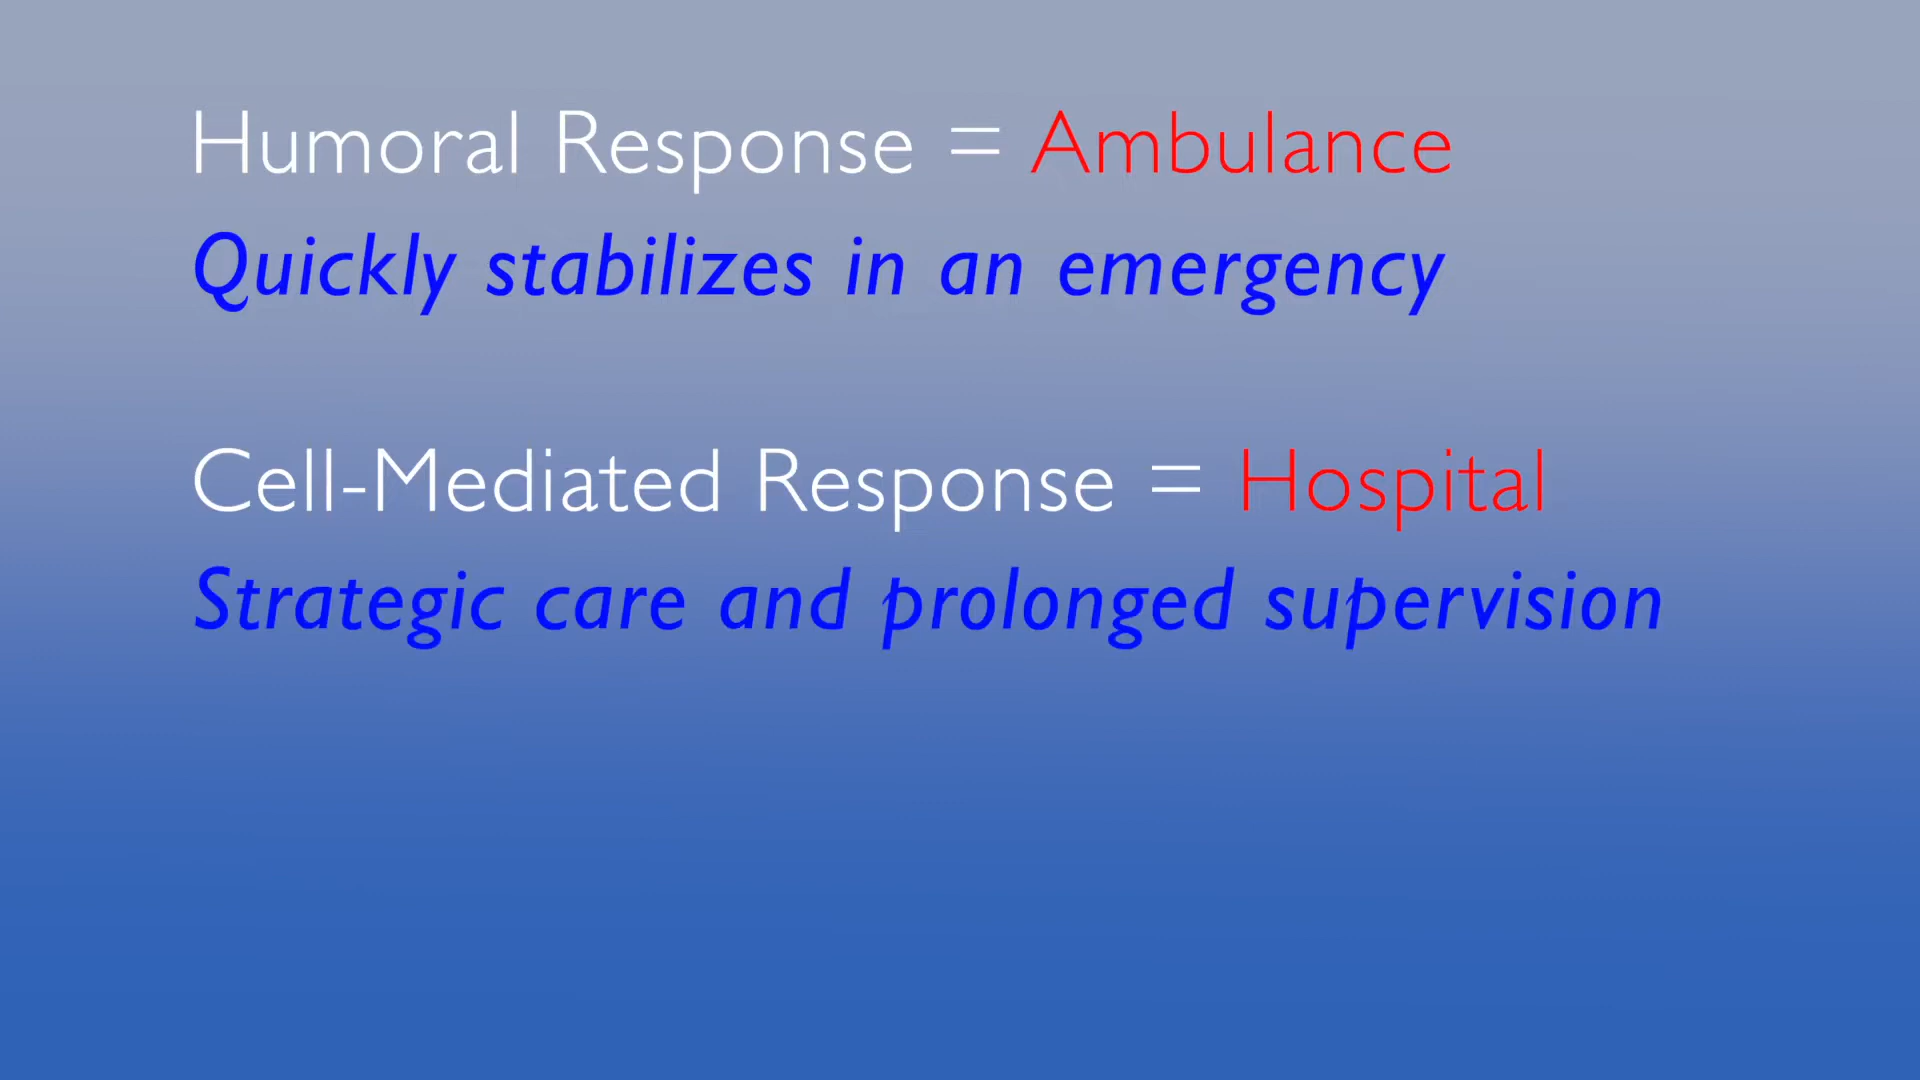 Humoral Response = Ambulance
Quickly stabilizes in an emergency
Cell-Mediated Response = Hospital
Strategic care and prolonged supervision